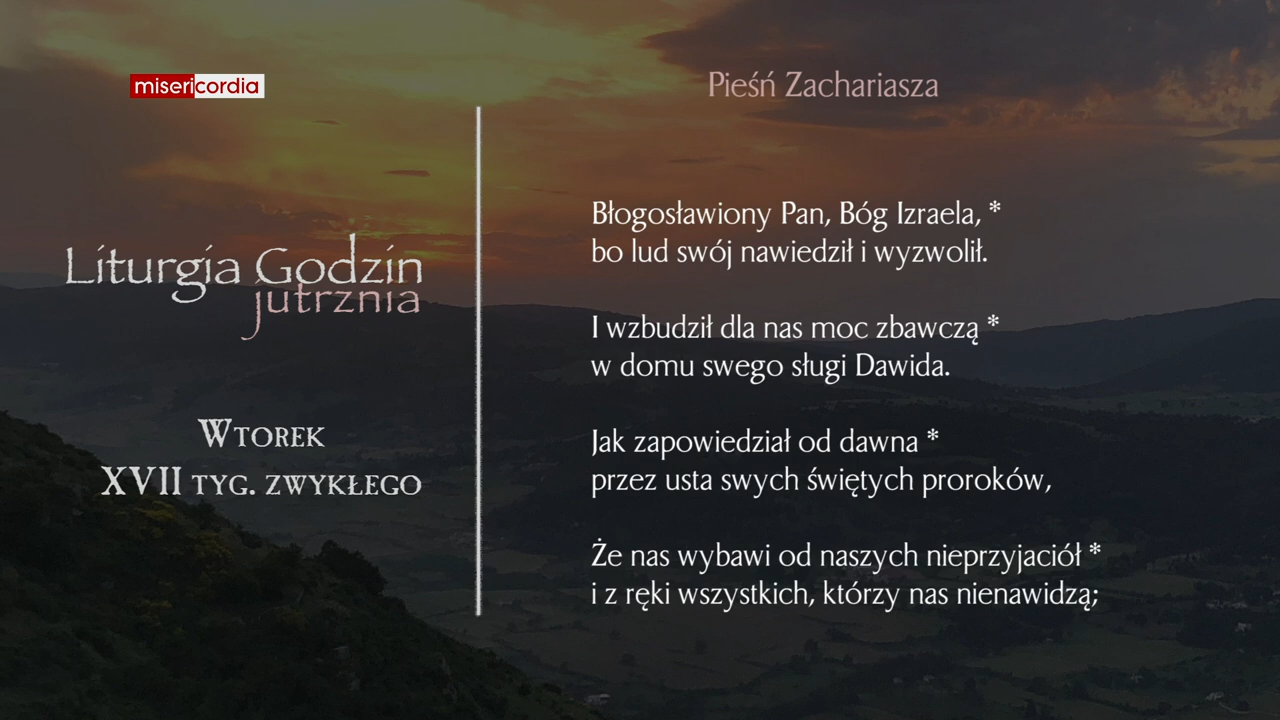 misericordia
Liturgia Godzin
jutrznia
Wtorek
XVII tyg. zwykłego
Pieśń Zachariasza
Błogosławiony Pan, Bóg Izraela, *
bo lud swój nawiedził i wyzwolił.
I wzbudził dla nas moc zbawczą *
w domu swego sługi Dawida.
Jak zapowiedział od dawna *
przez usta swych świętych proroków,
Że nas wybawi od naszych nieprzyjaciół *
i z ręki wszystkich, którzy nas nienawidzą;